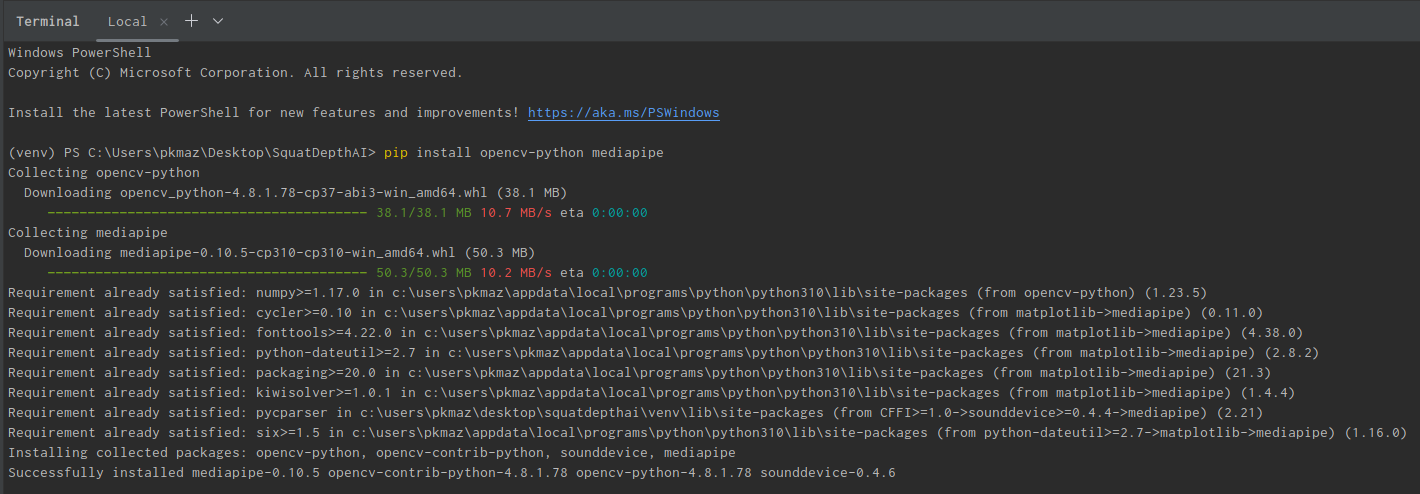 Terminal Local × +
Windows PowerShell
Copyright (C) Microsoft Corporation. All rights reserved.
Install the latest PowerShell for new features and improvements! https://aka.ms/PSWindows
(venv) PS C:\Users\pkmaz\Desktop\SquatDepthAI> pip install opencv-python mediapipe
Collecting opencv-python
  Downloading opencv_python-4.8.1.78-cp37-abi3-win_amd64.whl (38.1 MB)
     ---------------------------------------- 38.1/38.1 MB 10.7 MB/s eta 0:00:00
Collecting mediapipe
  Downloading mediapipe-0.10.5-cp310-cp310-win_amd64.whl (50.3 MB)
     ---------------------------------------- 50.3/50.3 MB 10.2 MB/s eta 0:00:00
Requirement already satisfied: numpy>=1.17.0 in c:\users\pkmaz\appdata\local\programs\python\python310\lib\site-packages (from opencv-python) (1.23.5)
Requirement already satisfied: cycler>=0.10 in c:\users\pkmaz\appdata\local\programs\python\python310\lib\site-packages (from matplotlib->mediapipe) (0.11.0)
Requirement already satisfied: fonttools>=4.22.0 in c:\users\pkmaz\appdata\local\programs\python\python310\lib\site-packages (from matplotlib->mediapipe) (4.38.0)
Requirement already satisfied: python-dateutil>=2.7 in c:\users\pkmaz\appdata\local\programs\python\python310\lib\site-packages (from matplotlib->mediapipe) (2.8.2)
Requirement already satisfied: packaging>=20.0 in c:\users\pkmaz\appdata\local\programs\python\python310\lib\site-packages (from matplotlib->mediapipe) (21.3)
Requirement already satisfied: kiwisolver>=1.0.1 in c:\users\pkmaz\appdata\local\programs\python\python310\lib\site-packages (from matplotlib->mediapipe) (1.4.4)
Requirement already satisfied: pycparser in c:\users\pkmaz\desktop\squatdepthai\venv\lib\site-packages (from CFFI>=1.0->sounddevice>=0.4.4->mediapipe) (2.21)
Requirement already satisfied: six>=1.5 in c:\users\pkmaz\appdata\local\programs\python\python310\lib\site-packages (from python-dateutil>=2.7->matplotlib->mediapipe) (1.16.0)
Installing collected packages: opencv-python, opencv-contrib-python, sounddevice, mediapipe
Successfully installed mediapipe-0.10.5 opencv-contrib-python-4.8.1.78 opencv-python-4.8.1.78 sounddevice-0.4.6